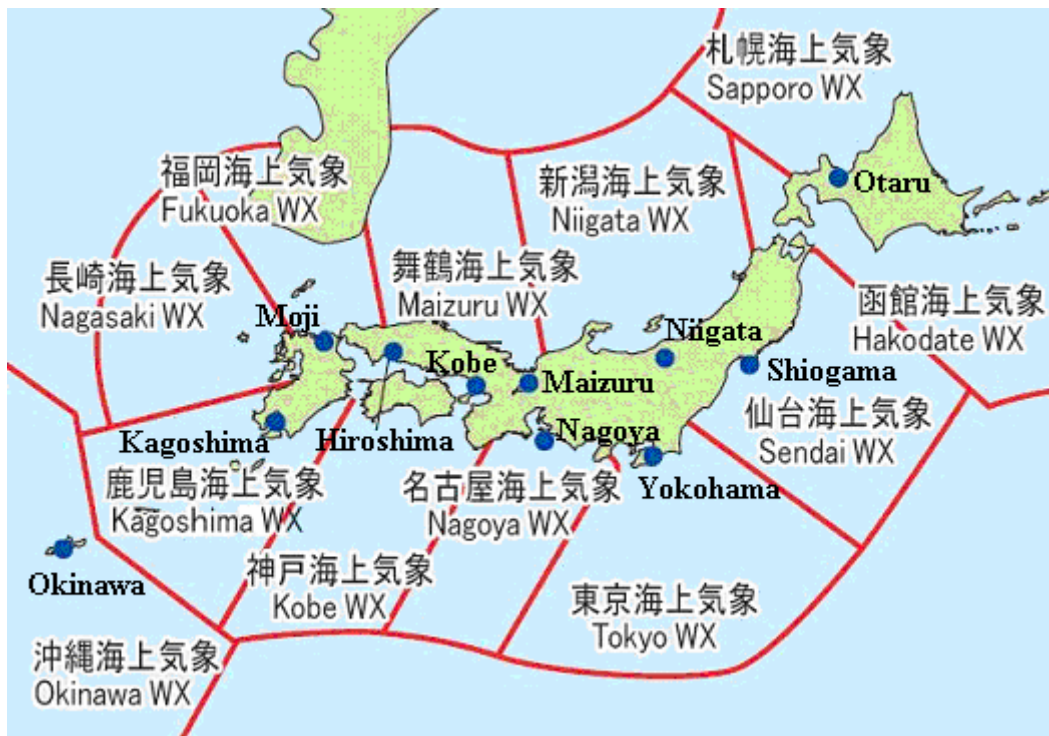 札幌海上気象
Sapporo WX
福岡海上気象
Fukuoka WX
新潟海上気象
Niigata WX
Otaru
長崎海上気象
Nagasaki WX
舞鶴海上気象
Maizuru WX
函館海上気象
Hakodate WX
Moji
Niigata
Kobe
Maizuru
Shiogama
Kagoshima
Hiroshima
Nagoya
仙台海上気象
Sendai WX
鹿児島海上気象
Kagoshima WX
名古屋海上気象
Nagoya WX
Yokohama
Okinawa
神戸海上気象
Kobe WX
東京海上気象
Tokyo WX
沖縄海上気象
Okinawa WX